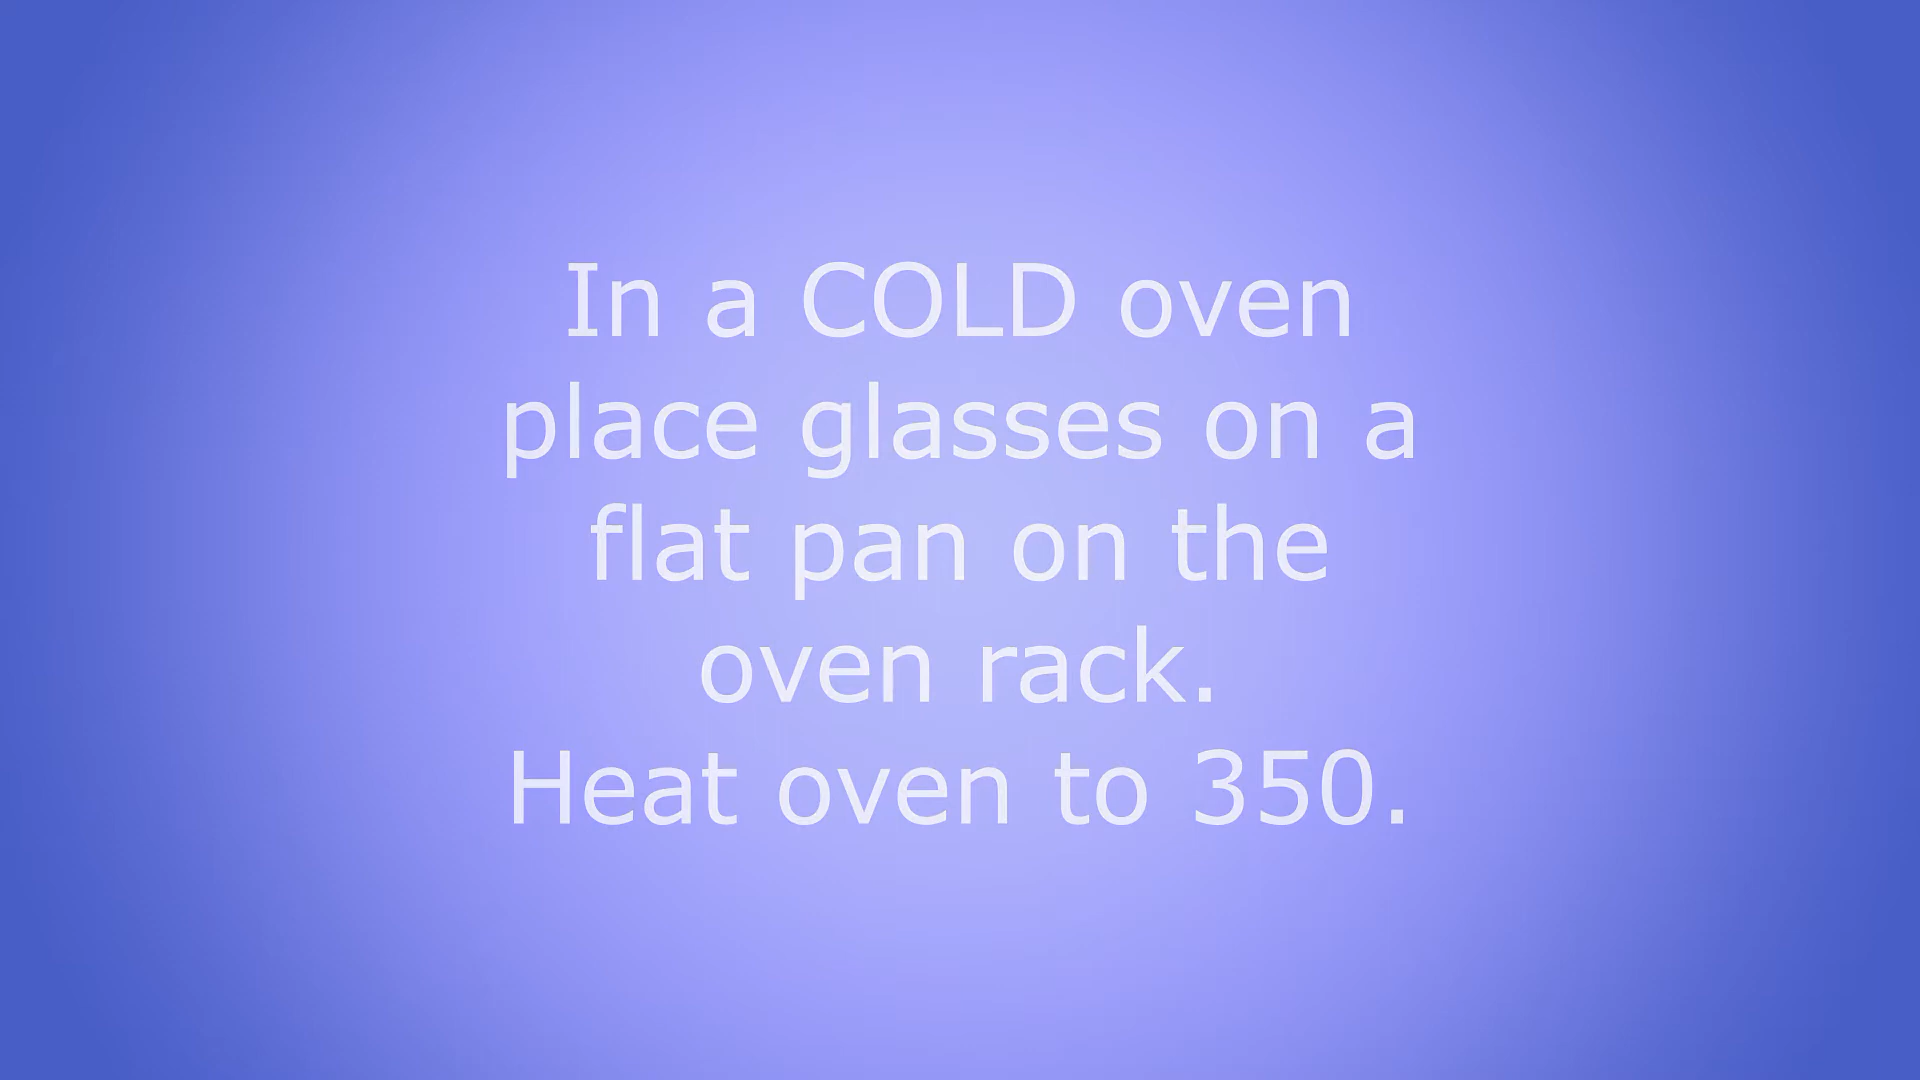 In a COLD oven
place glasses on a
flat pan on the
oven rack.
Heat oven to 350.